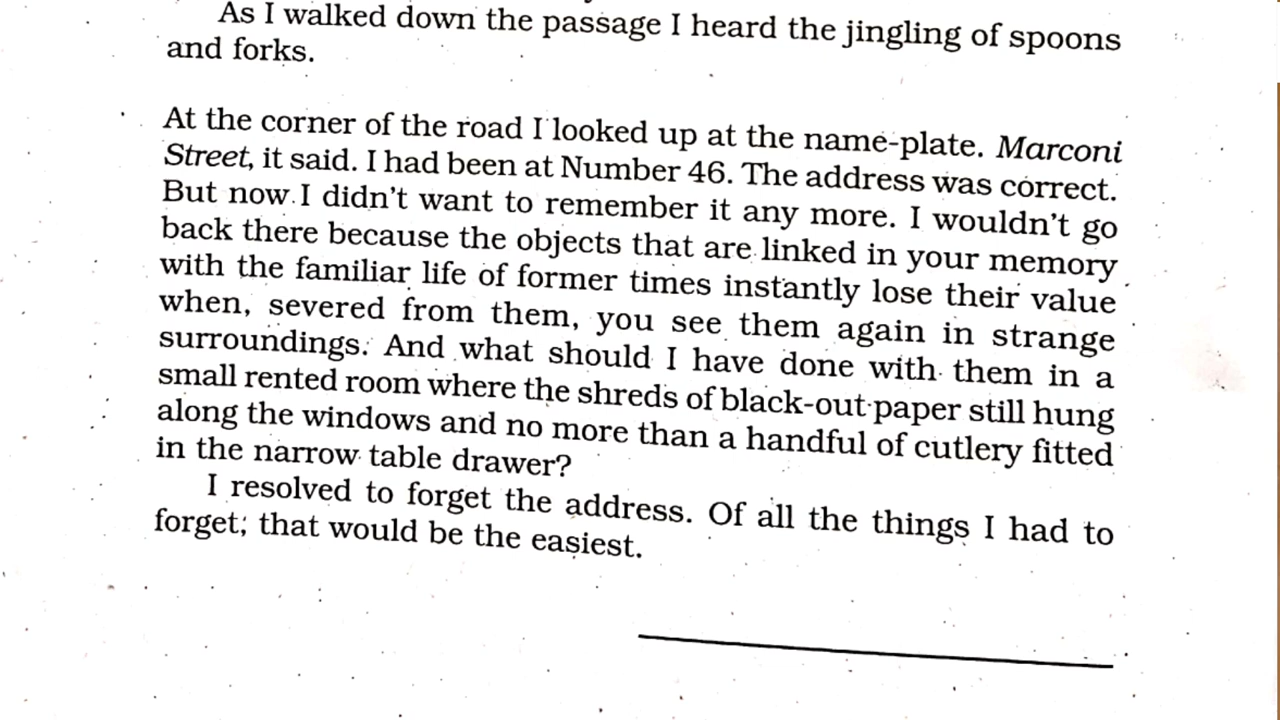 As I walked down the passage I heard the jingling of spoons
and forks.
At the corner of the road I looked up at the name-plate. Marconi
Street, it said. I had been at Number 46. The address was correct.
But now I didn't want to remember it any more. I wouldn't go
back there because the objects that are linked in your memory
with the familiar life of former times instantly lose their value
when, severed from them, you see them again in strange
surroundings. And what should I have done with them in a
small rented room where the shreds of black-out paper still hung
along the windows and no more than a handful of cutlery fitted
in the narrow table drawer?
I resolved to forget the address. Of all the things I had to
forget; that would be the easiest.